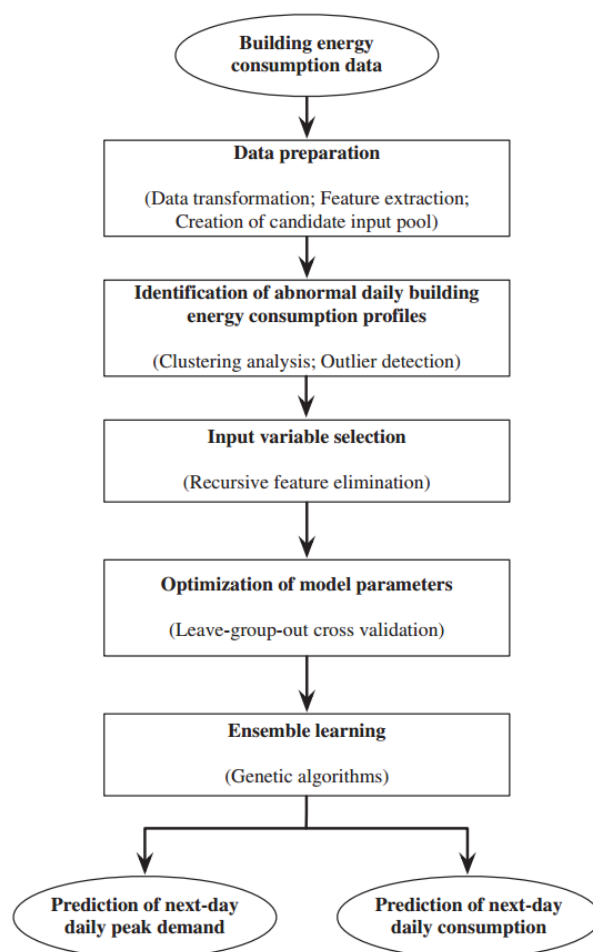 Building energy
consumption data
Data preparation
(Data transformation; Feature extraction;
Creation of candidate input pool)
Identification of abnormal daily building
energy consumption profiles
(Clustering analysis; Outlier detection)
Input variable selection
(Recursive feature elimination)
Optimization of model parameters
(Leave-group-out cross validation)
Ensemble learning
(Genetic algorithms)
Prediction of next-day
daily peak demand
Prediction of next-day
daily consumption